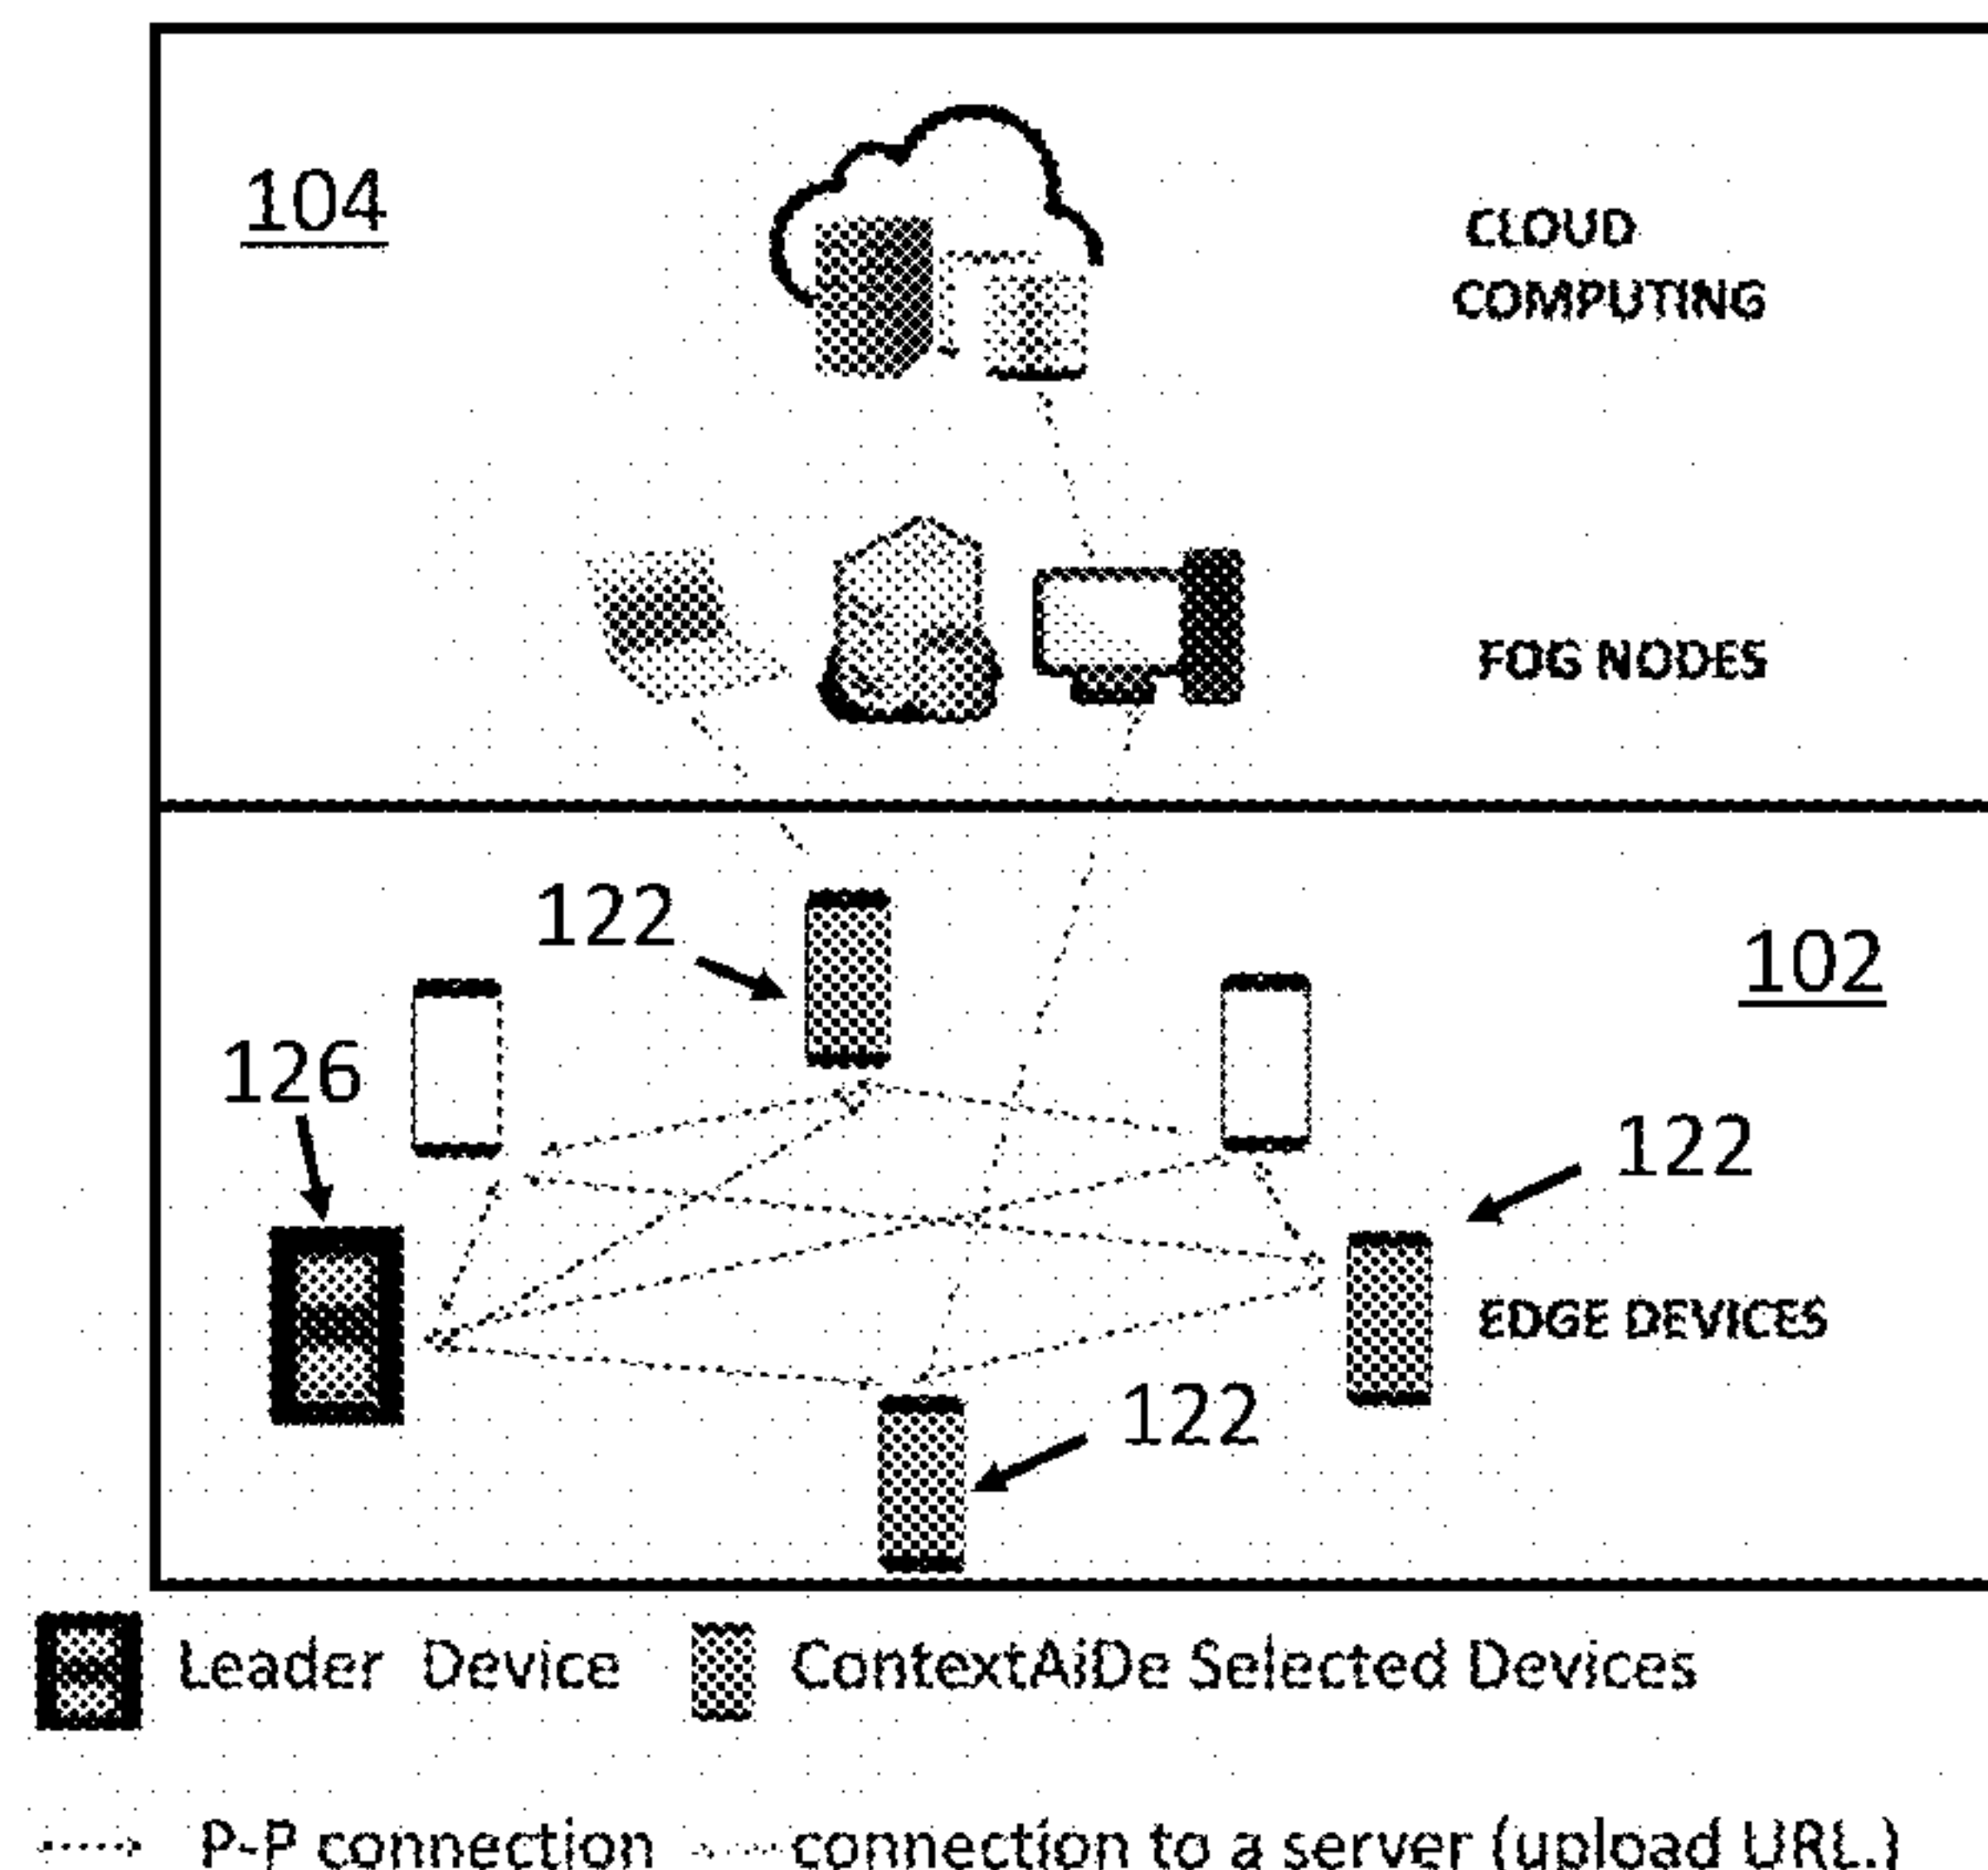 104
CLOUD
COMPUTING
FOG NODES
122
102
126
122
EDGE DEVICES
122
Leader Device
ContextAiDe Selected Devices
P-P connection
connection to a server (upload URL.)